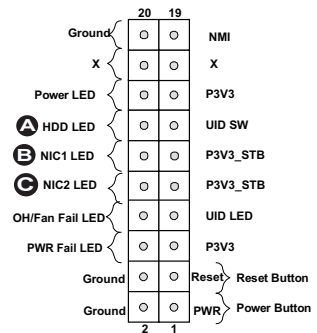 20 19
Ground NMI
X X
Power LED P3V3
A HDD LED UID SW
B NIC1 LED P3V3_STB
C NIC2 LED P3V3_STB
OH/Fan Fail LED UID LED
PWR Fail LED P3V3
Ground Reset Reset Button
Ground PWR Power Button
2 1